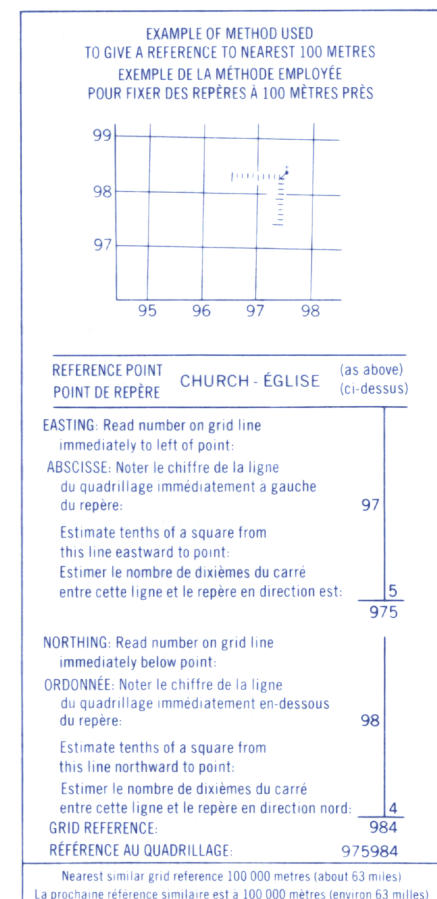 EXAMPLE OF METHOD USED
TO GIVE A REFERENCE TO NEAREST 100 METRES
EXEMPLE DE LA MÉTHODE EMPLOYÉE
POUR FIXER DES REPÈRES À 100 MÈTRES PRÈS
99
98
97
95 96 97 98
REFERENCE POINT
POINT DE REPÈRE
CHURCH - ÉGLISE
(as above)
(ci-dessus)
EASTING: Read number on grid line
immediately to left of point:
ABSCISSE: Noter le chiffre de la ligne
du quadrillage immédiatement a gauche
du repère: 97
Estimate tenths of a square from
this line eastward to point:
Estimer le nombre de dixièmes du carré
entre cette ligne et le repère en direction est: 5
975
NORTHING: Read number on grid line
immediately below point:
ORDONNÉE: Noter le chiffre de la ligne
du quadrillage immédiatement en-dessous
du repère: 98
Estimate tenths of a square from
this line northward to point:
Estimer le nombre de dixièmes du carré
entre cette ligne et le repère en direction nord: 4
GRID REFERENCE: 984
RÉFÉRENCE AU QUADRILLAGE: 975984
Nearest similar grid reference 100 000 metres (about 63 miles)
La prochaine référence similaire est a 100 000 mètres (environ 63 milles)